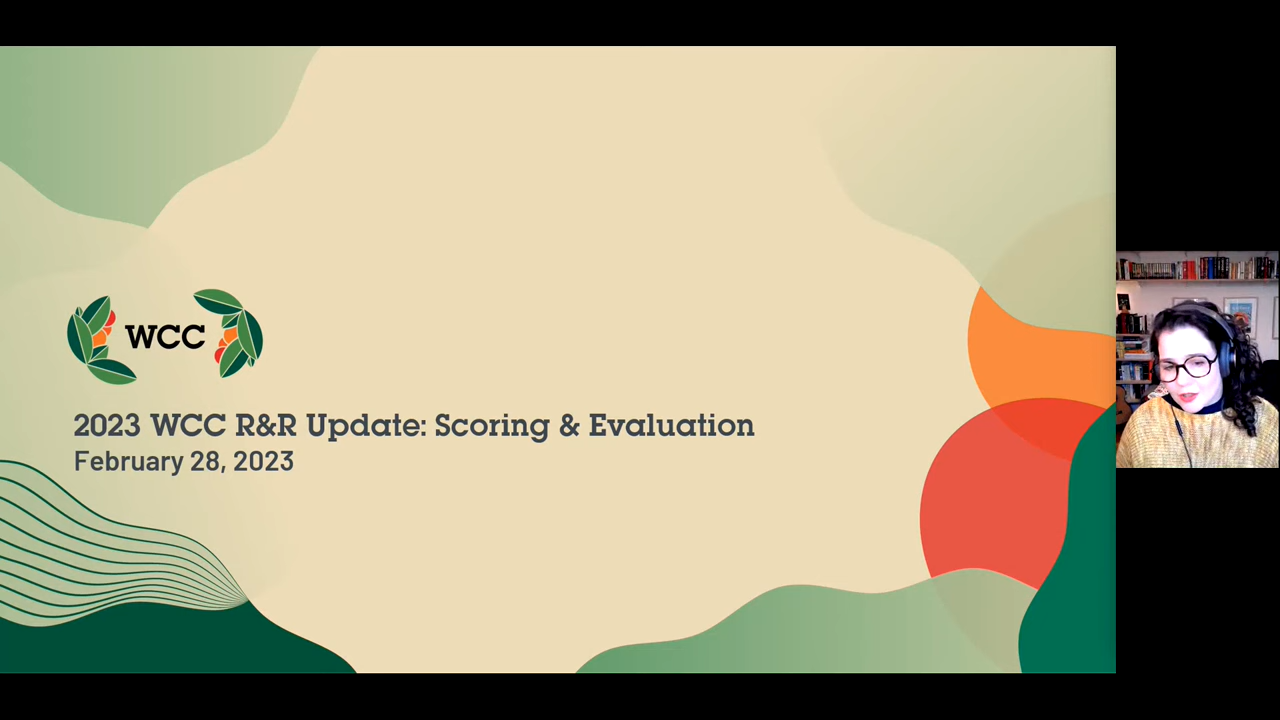 WCC
2023 WCC R&R Update: Scoring & Evaluation
February 28, 2023